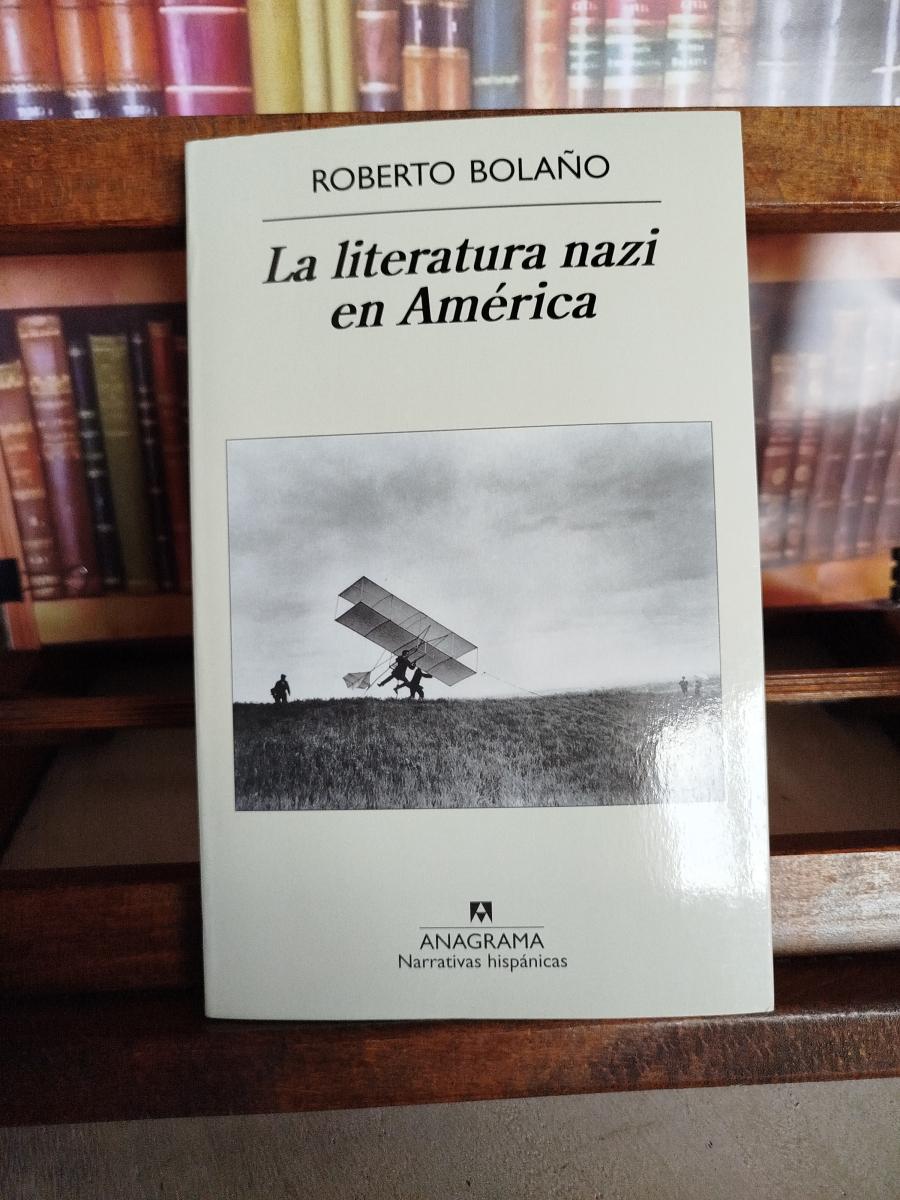 ROBERTO BOLAÑO
La literatura nazi
en América
ANAGRAMA
Narrativas hispánicas